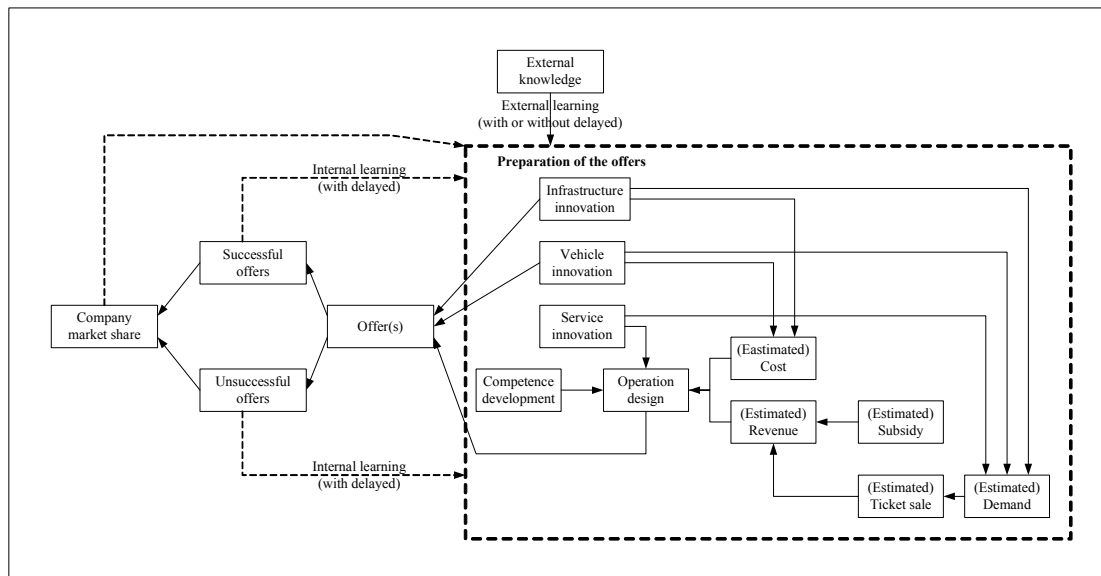 External
knowledge
External learning
(with or without delayed)
Preparation of the offers
Internal learning
(with delayed)
Infrastructure
innovation
Successful
offers
Vehicle
innovation
Company
market share
Offer(s)
Service
innovation
(Eastimated)
Cost
Unsuccessful
offers
Competence
development
Operation
design
(Estimated)
Revenue
(Estimated)
Subsidy
Internal learning
(with delayed)
(Estimated)
Ticket sale
(Estimated)
Demand